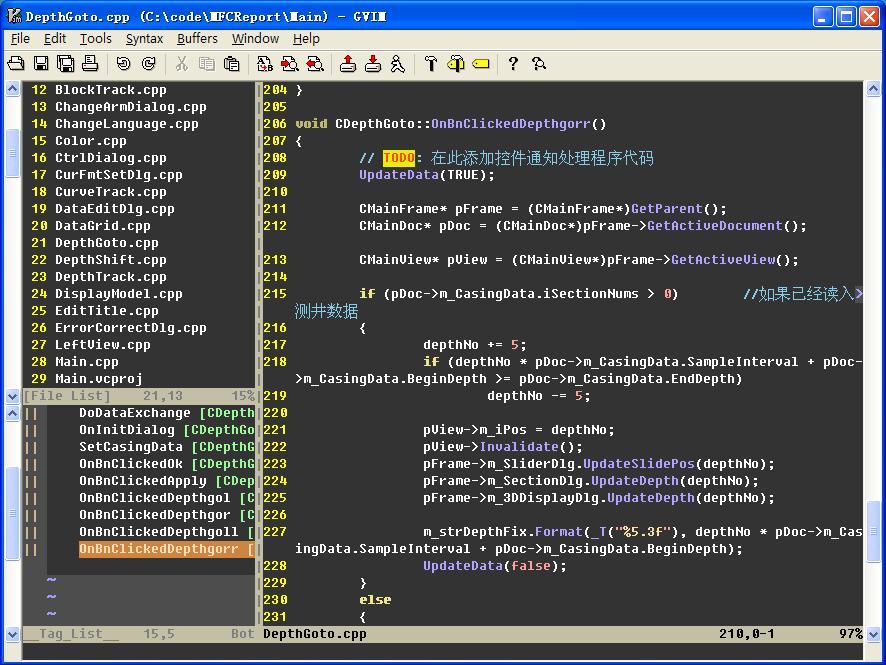 DepthGoto.cpp (C:\code\MFCReport\Main) - GVIM
File Edit Tools Syntax Buffers Window Help
12 BlockTrack.cpp
13 ChangeArmDialog.cpp
14 ChangeLanguage.cpp
15 Color.cpp
16 CtrlDialog.cpp
17 CurFmtSetDlg.cpp
18 CurveTrack.cpp
19 DataEditDlg.cpp
20 DataGrid.cpp
21 DepthGoto.cpp
22 DepthShift.cpp
23 DepthTrack.cpp
24 DisplayModel.cpp
25 EditTitle.cpp
26 ErrorCorrectDlg.cpp
27 LeftView.cpp
28 Main.cpp
29 Main.vcproj
[File List] 21,13 15%
|| DoDataExchange [CDepth
|| OnInitDialog [CDepthGo
|| SetCasingData [CDepthG
|| OnBnClickedOk [CDepthG
|| OnBnClickedApply [CDep
|| OnBnClickedDepthgol [C
|| OnBnClickedDepthgor [C
|| OnBnClickedDepthgoll [
|| OnBnClickedDepthgorr [
~
~
~
__Tag_List__ 15,5 Bot
204 }
205
206 void CDepthGoto::OnBnClickedDepthgorr()
207 {
208 // TODO: 在此添加控件通知处理程序代码
209 UpdateData(TRUE);
210
211 CMainFrame* pFrame = (CMainFrame*)GetParent();
212 CMainDoc* pDoc = (CMainDoc*)pFrame->GetActiveDocument();
213 CMainView* pView = (CMainView*)pFrame->GetActiveView();
214
215 if (pDoc->m_CasingData.iSectionNums > 0) //如果已经读入>
测井数据
216 {
217 depthNo += 5;
218 if (depthNo * pDoc->m_CasingData.SampleInterval + pDoc-
>m_CasingData.BeginDepth >= pDoc->m_CasingData.EndDepth)
219 depthNo -= 5;
220
221 pView->m_iPos = depthNo;
222 pView->Invalidate();
223 pFrame->m_SliderDlg.UpdateSlidePos(depthNo);
224 pFrame->m_SectionDlg.UpdateDepth(depthNo);
225 pFrame->m_3DDisplayDlg.UpdateDepth(depthNo);
226
227 m_strDepthFix.Format(_T("%5.3f"), depthNo * pDoc->m_Cas
ingData.SampleInterval + pDoc->m_CasingData.BeginDepth);
228 UpdateData(false);
229 }
230 else
231 {
DepthGoto.cpp 210,0-1 97%